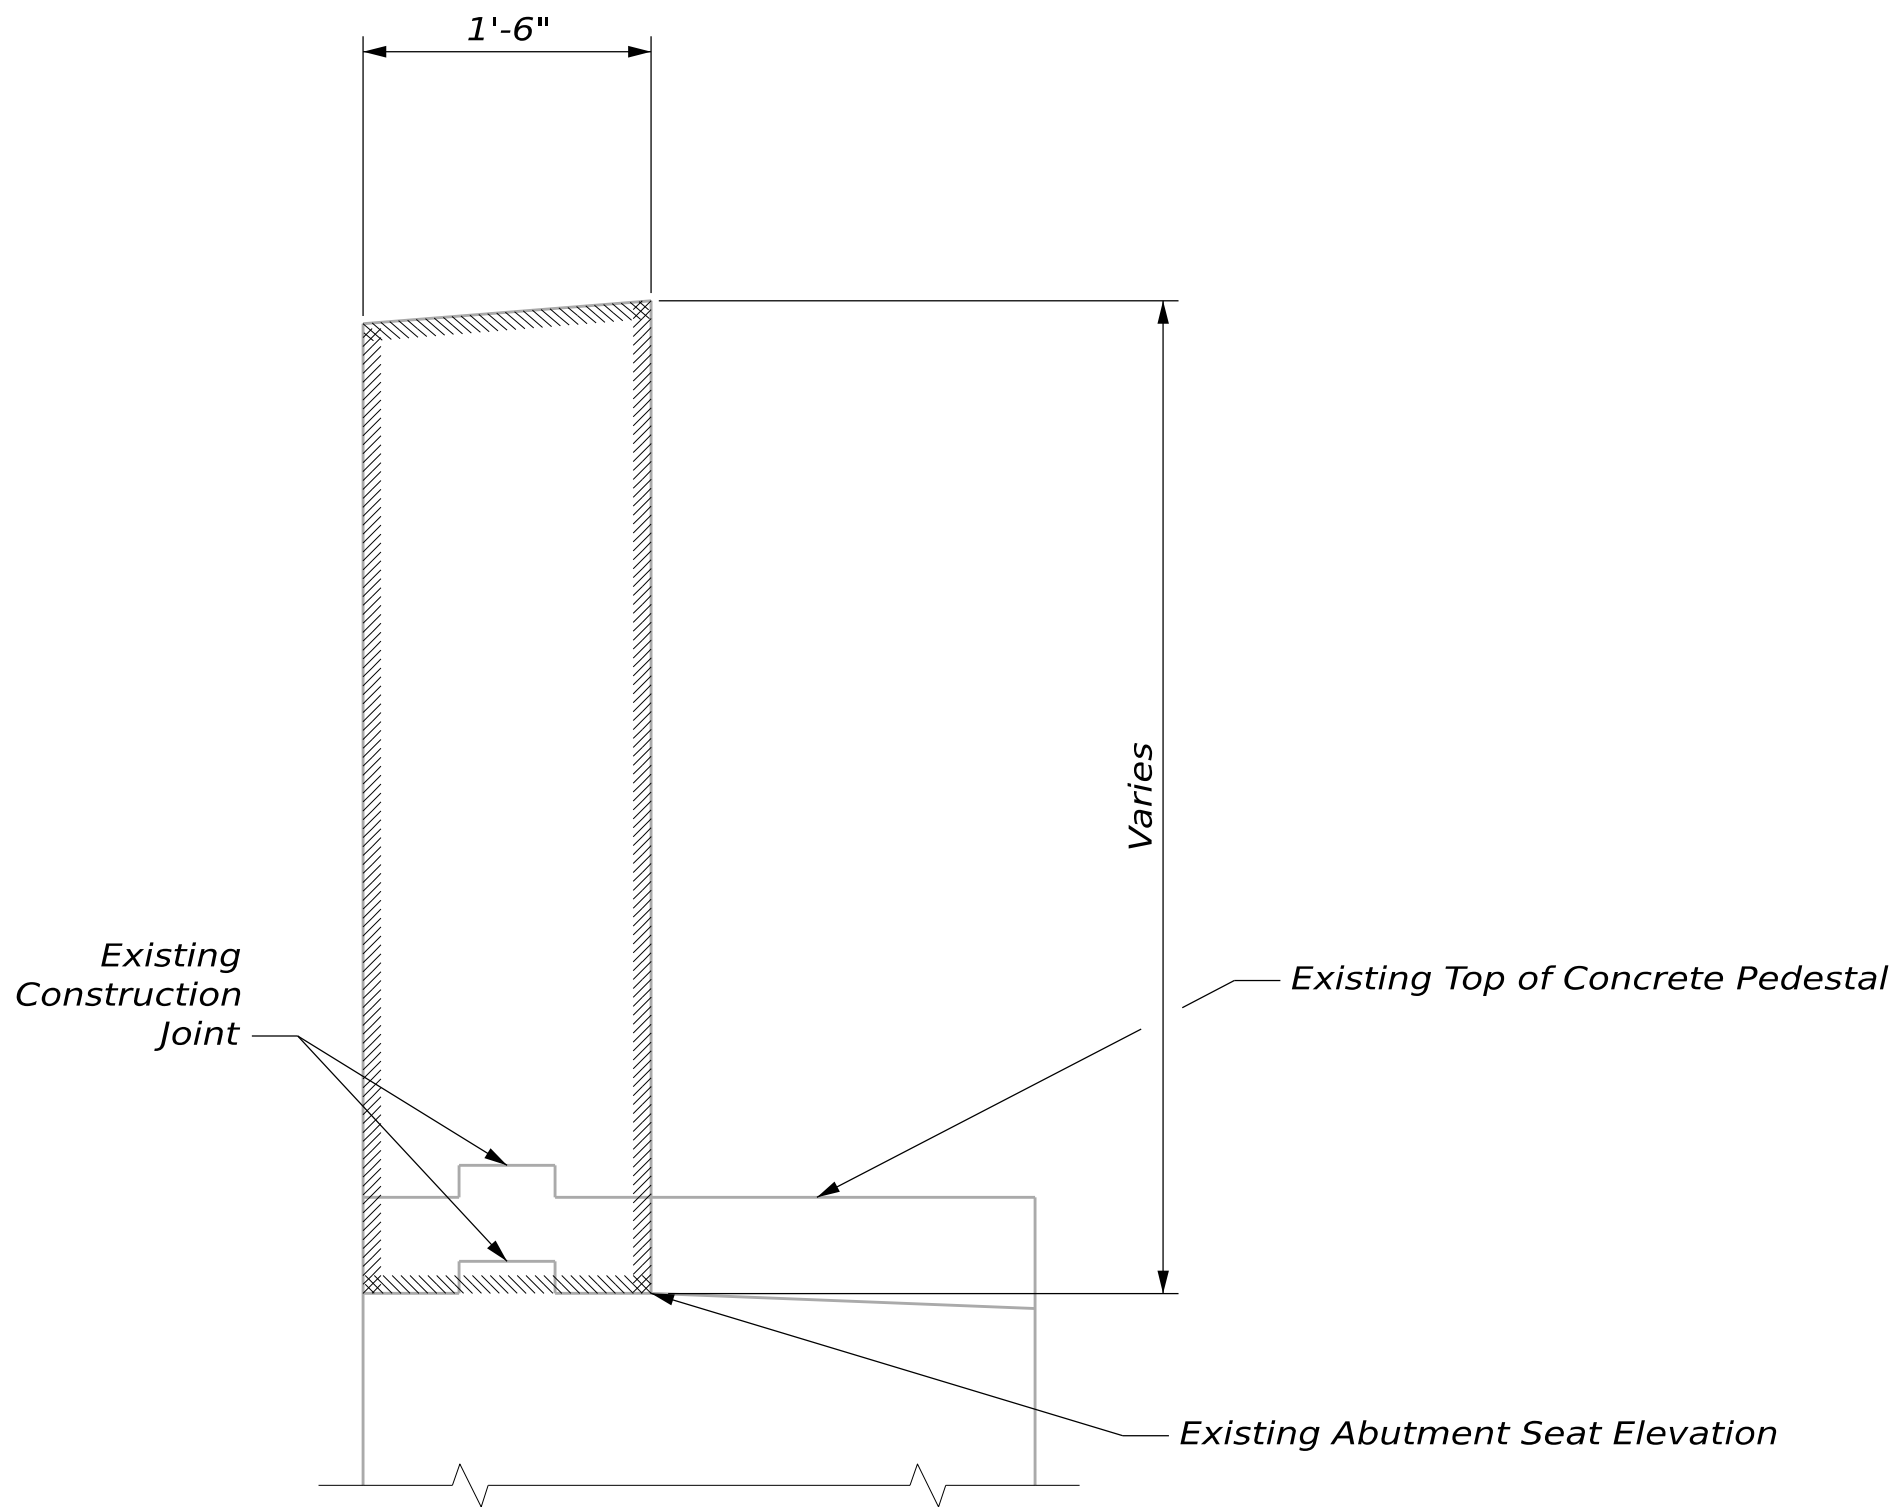 1'-6"
Varies
Existing
Construction
Joint
Existing Top of Concrete Pedestal
Existing Abutment Seat Elevation